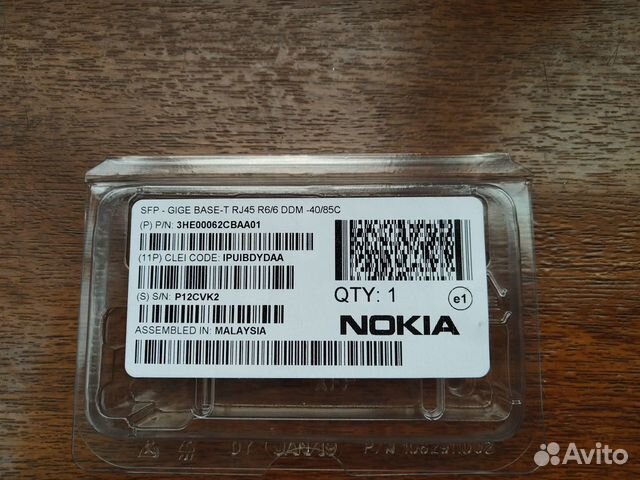 SFP - GIGE BASE-T RJ45 R6/6 DDM -40/85C
(P) P/N: 3HE00062CBAA01
(11P) CLEI CODE: IPUIBDYDAA
(S) S/N: P12CVK2
QTY: 1
e1
ASSEMBLED IN: MALAYSIA
NOKIA
P/N
Avito